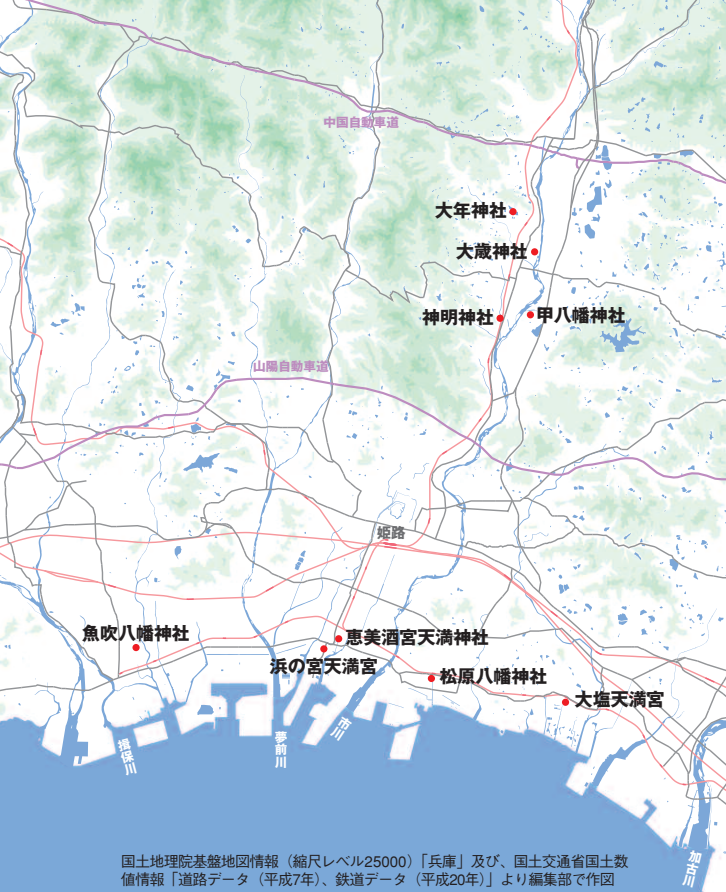 中国自動車道
大年神社
大歳神社
神明神社
甲八幡神社
山陽自動車道
姫路
魚吹八幡神社
恵美酒宮天満神社
浜の宮天満宮
松原八幡神社
大塩天満宮
揖保川
夢前川
市川
加古川
国土地理院基盤地図情報（縮尺レベル25000）「兵庫」及び、国土交通省国土数
値情報「道路データ（平成7年）、鉄道データ（平成20年）」より編集部で作図